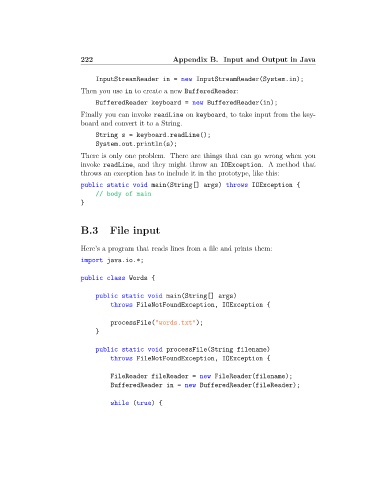 222 Appendix B. Input and Output in Java
InputStreamReader in = new InputStreamReader(System.in);
Then you use in to create a new BufferedReader:
BufferedReader keyboard = new BufferedReader(in);
Finally you can invoke readLine on keyboard, to take input from the key-
board and convert it to a String.
String s = keyboard.readLine();
System.out.println(s);
There is only one problem. There are things that can go wrong when you
invoke readLine, and they might throw an IOException. A method that
throws an exception has to include it in the prototype, like this:
public static void main(String[] args) throws IOException {
// body of main
}
B.3 File input
Here's a program that reads lines from a file and prints them:
import java.io.*;
public class Words {
public static void main(String[] args)
throws FileNotFoundException, IOException {
processFile("words.txt");
}
public static void processFile(String filename)
throws FileNotFoundException, IOException {
FileReader fileReader = new FileReader(filename);
BufferedReader in = new BufferedReader(fileReader);
while (true) {